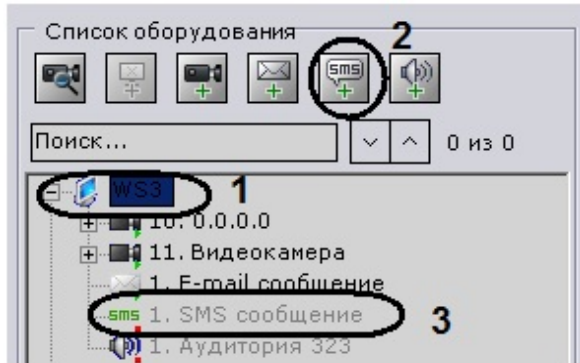 Список оборудования
2
sms
Поиск...
0 из 0
WS3
1
10. 0.0.0.0
11. Видеокамера
1. E-mail сообщение
sms 1. SMS сообщение
3
1. Аудитория 323